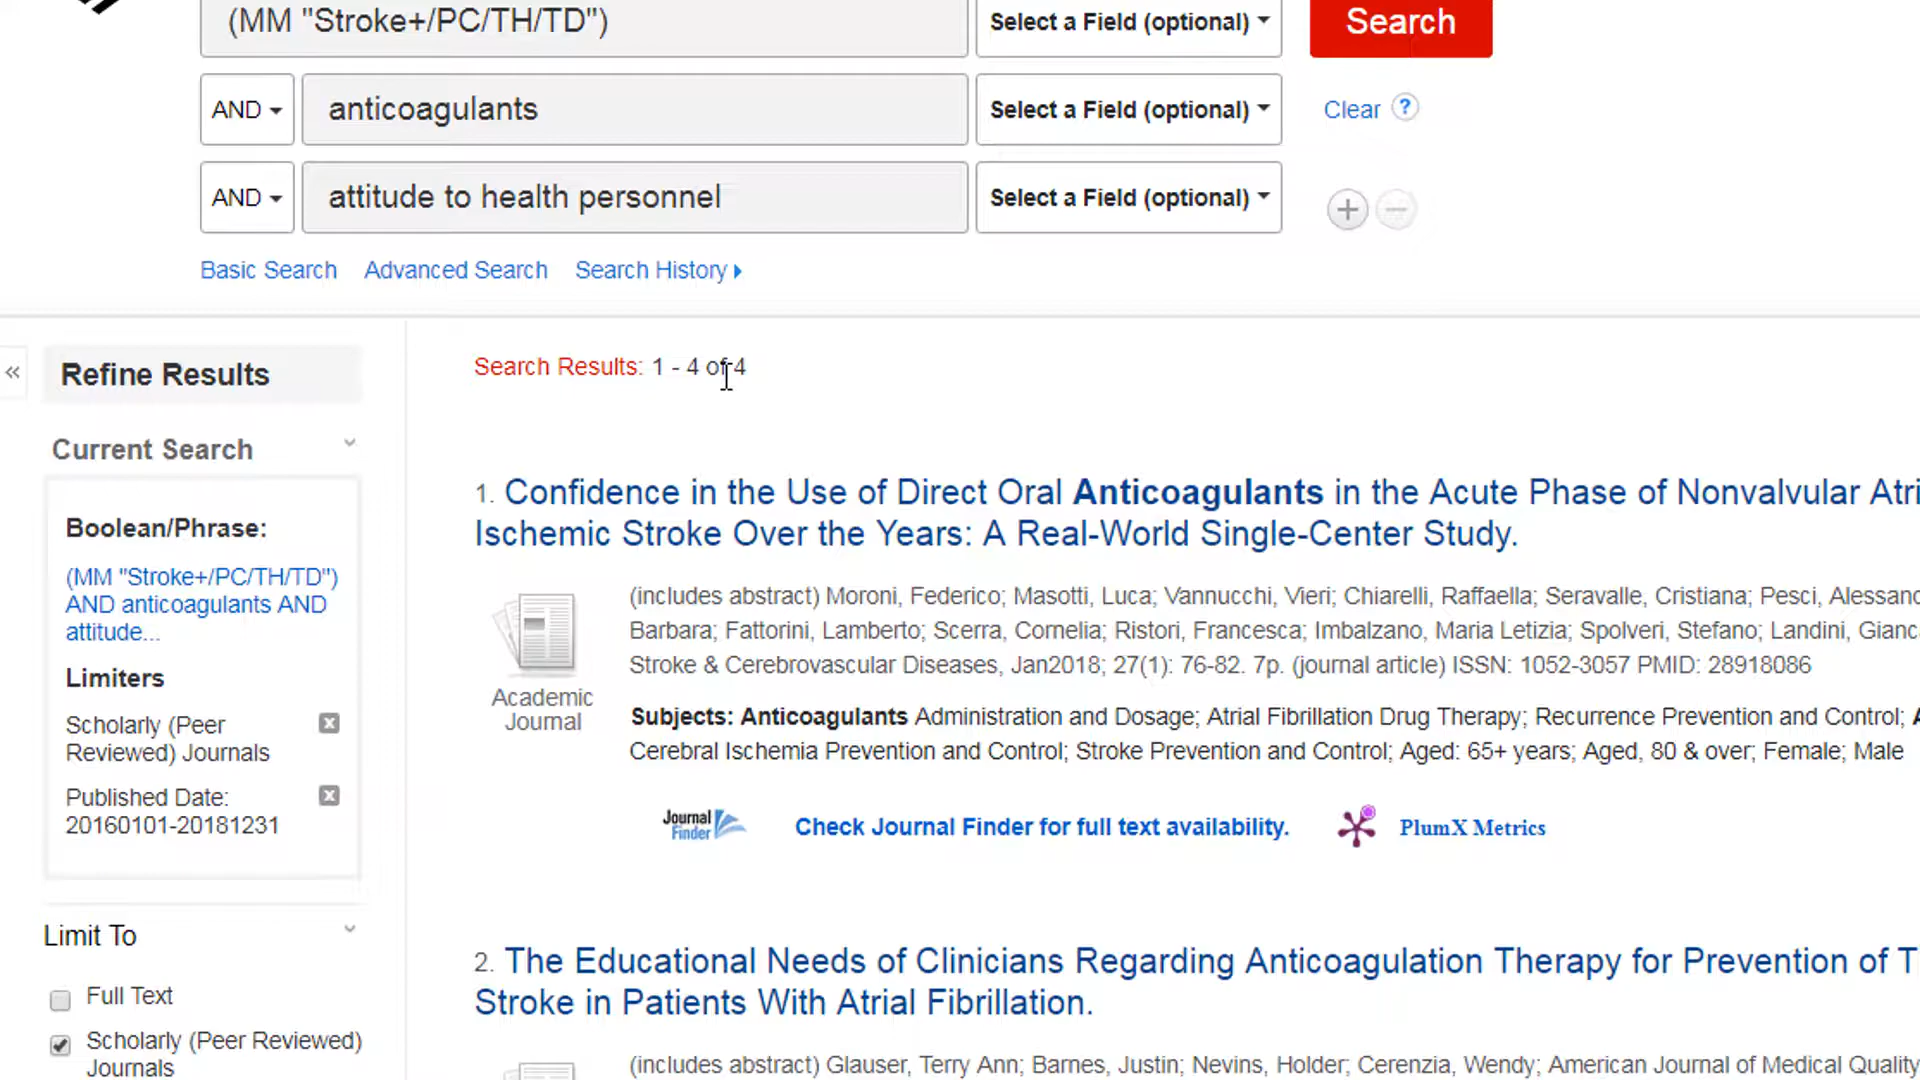 (MM "Stroke+/PC/TH/TD") Select a Field (optional) Search
AND anticoagulants Select a Field (optional) Clear ?
AND attitude to health personnel Select a Field (optional)
Basic Search Advanced Search Search History
Refine Results
Current Search
Boolean/Phrase:
(MM "Stroke+/PC/TH/TD")
AND anticoagulants AND
attitude...
Limiters
Scholarly (Peer
Reviewed) Journals
Published Date:
20160101-20181231
Limit To
Full Text
Scholarly (Peer Reviewed)
Journals
Search Results: 1 - 4 of 4
1. Confidence in the Use of Direct Oral Anticoagulants in the Acute Phase of Nonvalvular Atri
Ischemic Stroke Over the Years: A Real-World Single-Center Study.
Academic
Journal
(includes abstract) Moroni, Federico; Masotti, Luca; Vannucchi, Vieri; Chiarelli, Raffaella; Seravalle, Cristiana; Pesci, Alessand
Barbara; Fattorini, Lamberto; Scerra, Cornelia; Ristori, Francesca; Imbalzano, Maria Letizia; Spolveri, Stefano; Landini, Gianc
Stroke & Cerebrovascular Diseases, Jan2018; 27(1): 76-82. 7p. (journal article) ISSN: 1052-3057 PMID: 28918086
Subjects: Anticoagulants Administration and Dosage; Atrial Fibrillation Drug Therapy; Recurrence Prevention and Control;
Cerebral Ischemia Prevention and Control; Stroke Prevention and Control; Aged: 65+ years; Aged, 80 & over; Female; Male
Journal Finder Check Journal Finder for full text availability. PlumX Metrics
2. The Educational Needs of Clinicians Regarding Anticoagulation Therapy for Prevention of T
Stroke in Patients With Atrial Fibrillation.
(includes abstract) Glauser, Terry Ann; Barnes, Justin; Nevins, Holder; Cerenzia, Wendy; American Journal of Medical Quality